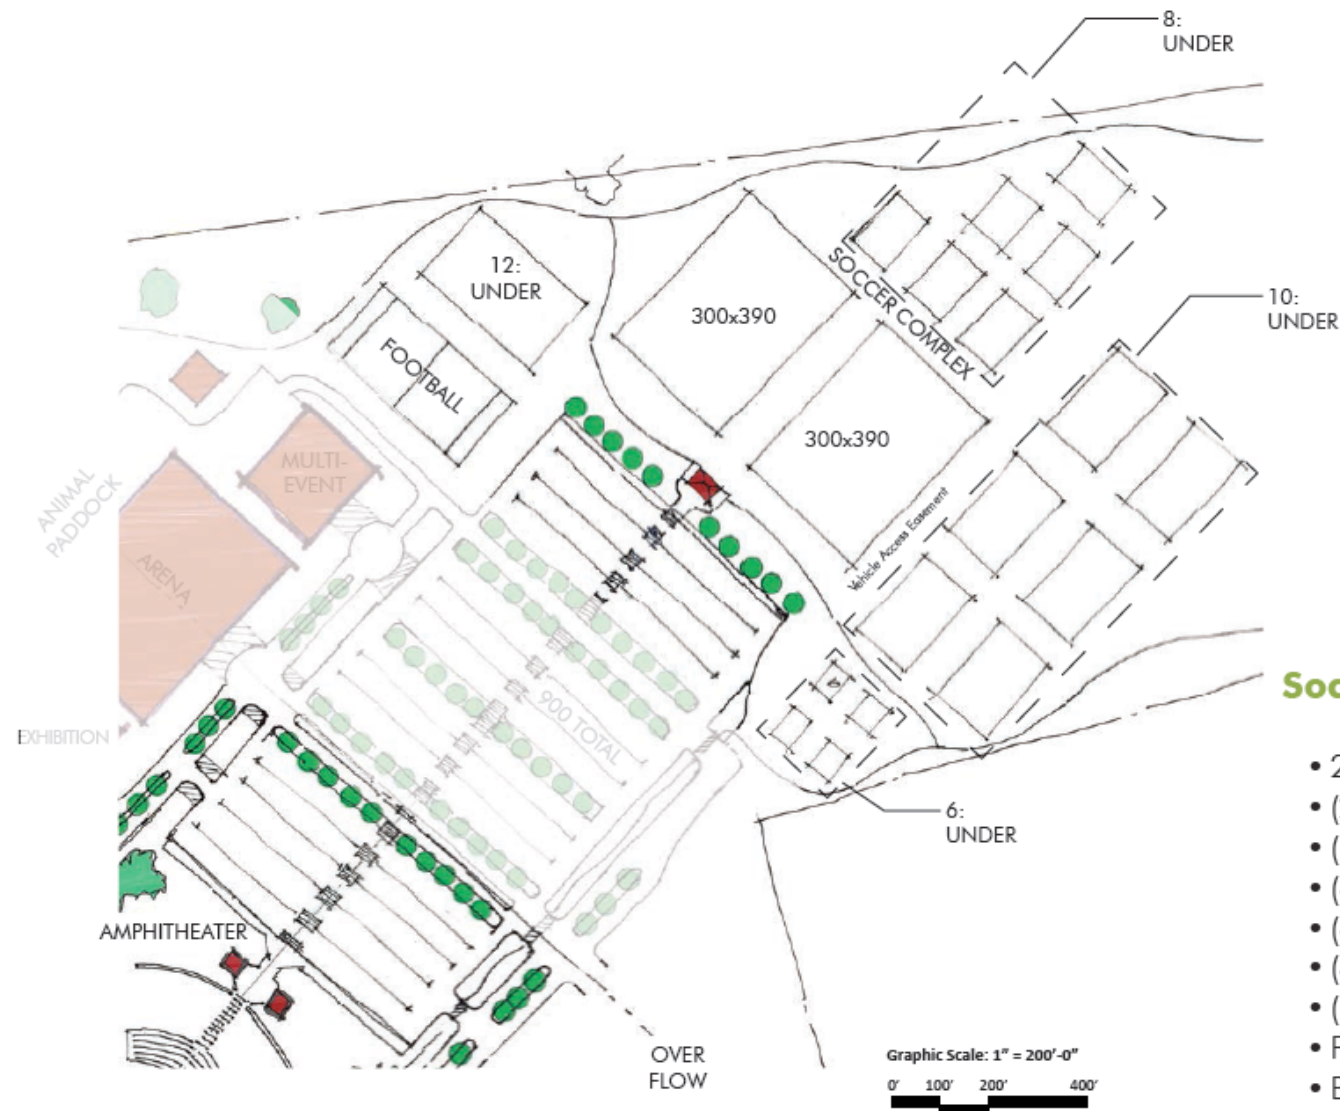 8:
UNDER
10:
UNDER
12:
UNDER
300x390
SOCCER COMPLEX
FOOTBALL
300x390
MULTI-
EVENT
ANIMAL
PADDOCK
ARENA
Vehicle Access Easement
900 TOTAL
EXHIBITION
6:
UNDER
AMPHITHEATER
OVER
FLOW
Graphic Scale: 1" = 200'-0"
0' 100' 200' 400'
• 2
• (
• (
• (
• (
• (
• (